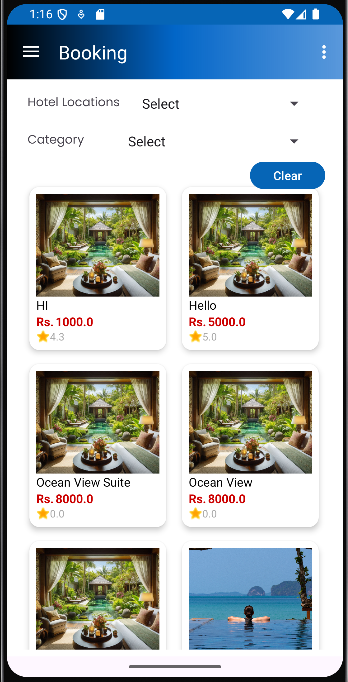 1:16
Booking
Hotel Locations Select
Category Select
Clear
HI
Rs. 1000.0
4.3
Hello
Rs. 5000.0
5.0
Ocean View Suite
Rs. 8000.0
0.0
Ocean View
Rs. 8000.0
0.0